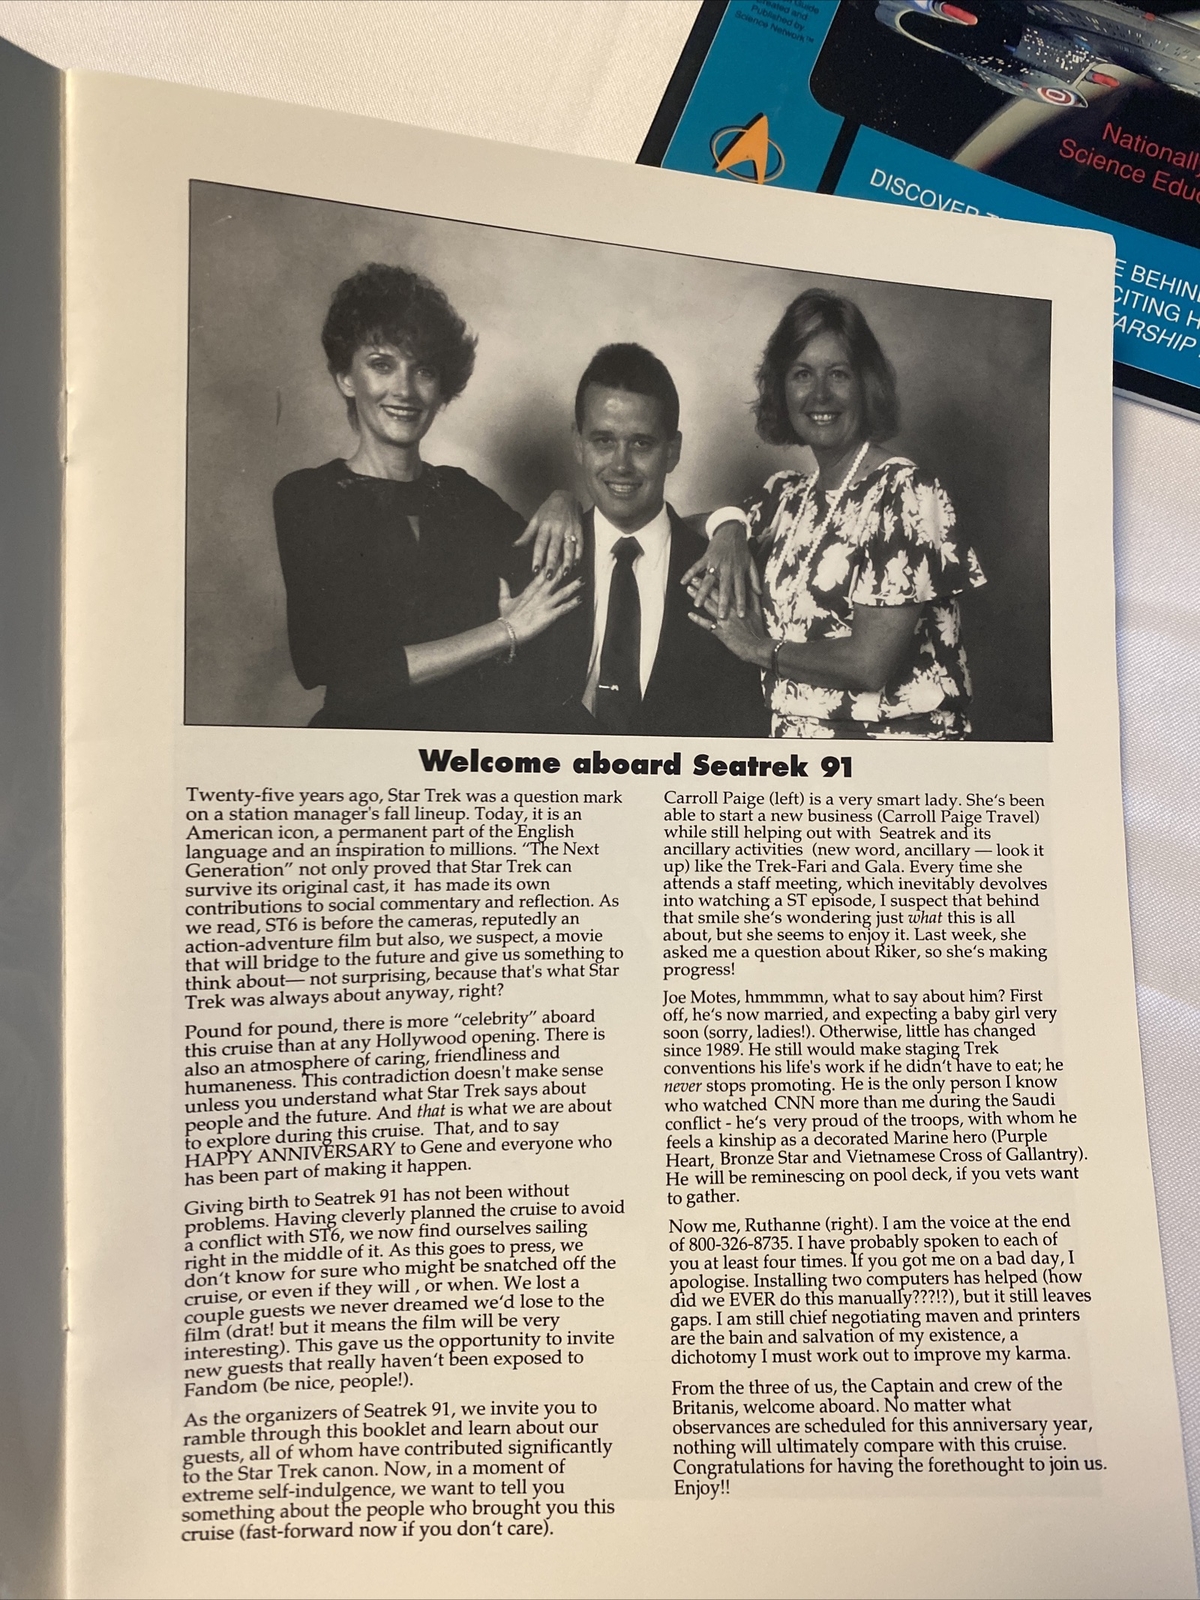 Guide
Created and
Published by
Science Network™
Nationally
Science Educ
DISCOVER
E BEHIN
CITING H
TARSHIP
Welcome aboard Seatrek 91
Twenty-five years ago, Star Trek was a question mark
on a station manager's fall lineup. Today, it is an
American icon, a permanent part of the English
language and an inspiration to millions. “The Next
Generation” not only proved that Star Trek can
survive its original cast, it has made its own
contributions to social commentary and reflection. As
we read, ST6 is before the cameras, reputedly an
action-adventure film but also, we suspect, a movie
that will bridge to the future and give us something to
think about— not surprising, because that's what Star
Trek was always about anyway, right?
Pound for pound, there is more “celebrity” aboard
this cruise than at any Hollywood opening. There is
also an atmosphere of caring, friendliness and
humaneness. This contradiction doesn't make sense
unless you understand what Star Trek says about
people and the future. And that is what we are about
to explore during this cruise. That, and to say
HAPPY ANNIVERSARY to Gene and everyone who
has been part of making it happen.
Giving birth to Seatrek 91 has not been without
problems. Having cleverly planned the cruise to avoid
a conflict with ST6, we now find ourselves sailing
right in the middle of it. As this goes to press, we
don't know for sure who might be snatched off the
cruise, or even if they will , or when. We lost a
couple guests we never dreamed we'd lose to the
film (drat! but it means the film will be very
interesting). This gave us the opportunity to invite
new guests that really haven't been exposed to
Fandom (be nice, people!).
As the organizers of Seatrek 91, we invite you to
ramble through this booklet and learn about our
guests, all of whom have contributed significantly
to the Star Trek canon. Now, in a moment of
extreme self-indulgence, we want to tell you
something about the people who brought you this
cruise (fast-forward now if you don't care).
Carroll Paige (left) is a very smart lady. She's been
able to start a new business (Carroll Paige Travel)
while still helping out with Seatrek and its
ancillary activities (new word, ancillary — look it
up) like the Trek-Fari and Gala. Every time she
attends a staff meeting, which inevitably devolves
into watching a ST episode, I suspect that behind
that smile she's wondering just what this is all
about, but she seems to enjoy it. Last week, she
asked me a question about Riker, so she's making
progress!
Joe Motes, hmmmmn, what to say about him? First
off, he's now married, and expecting a baby girl very
soon (sorry, ladies!). Otherwise, little has changed
since 1989. He still would make staging Trek
conventions his life's work if he didn't have to eat; he
never stops promoting. He is the only person I know
who watched CNN more than me during the Saudi
conflict - he's very proud of the troops, with whom he
feels a kinship as a decorated Marine hero (Purple
Heart, Bronze Star and Vietnamese Cross of Gallantry).
He will be reminescing on pool deck, if you vets want
to gather.
Now me, Ruthanne (right). I am the voice at the end
of 800-326-8735. I have probably spoken to each of
you at least four times. If you got me on a bad day, I
apologise. Installing two computers has helped (how
did we EVER do this manually???!?), but it still leaves
gaps. I am still chief negotiating maven and printers
are the bain and salvation of my existence, a
dichotomy I must work out to improve my karma.
From the three of us, the Captain and crew of the
Britanis, welcome aboard. No matter what
observances are scheduled for this anniversary year,
nothing will ultimately compare with this cruise.
Congratulations for having the forethought to join us.
Enjoy!!